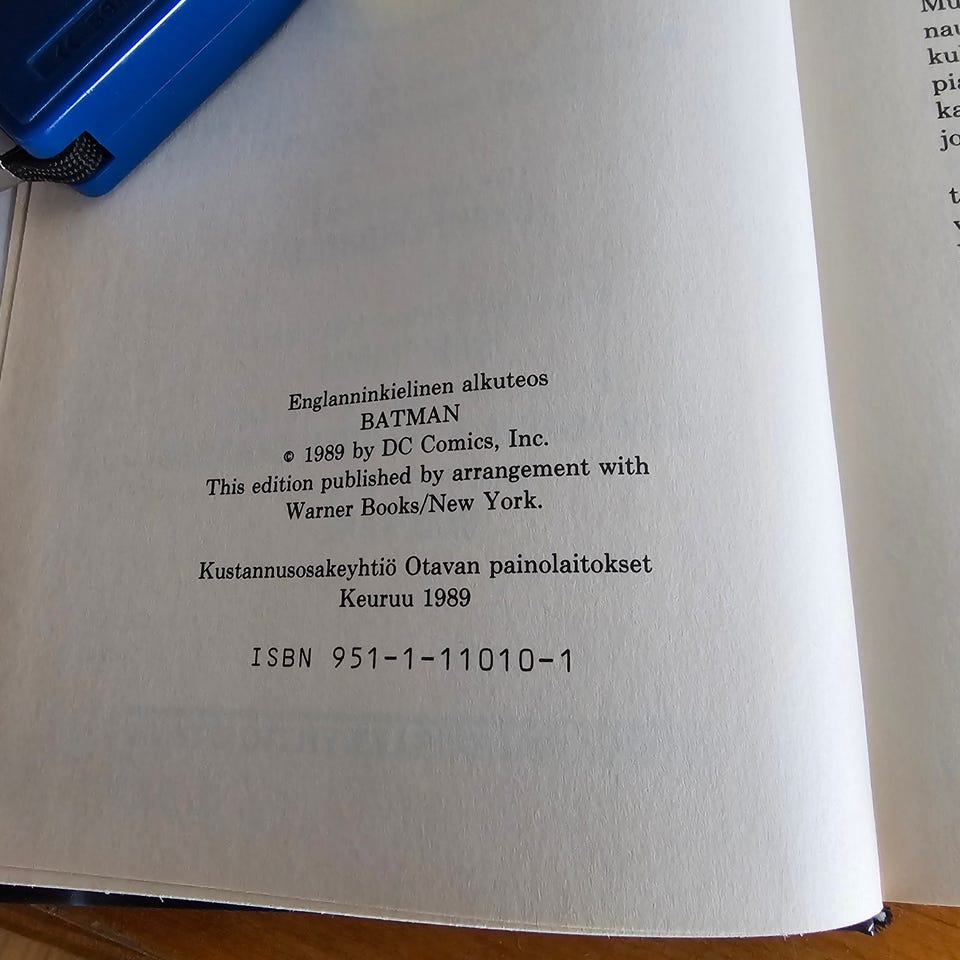 Englanninkielinen alkuteos
BATMAN
© 1989 by DC Comics, Inc.
This edition published by arrangement with
Warner Books/New York.
Kustannusosakeyhtiö Otavan painolaitokset
Keuruu 1989
ISBN 951-1-11010-1